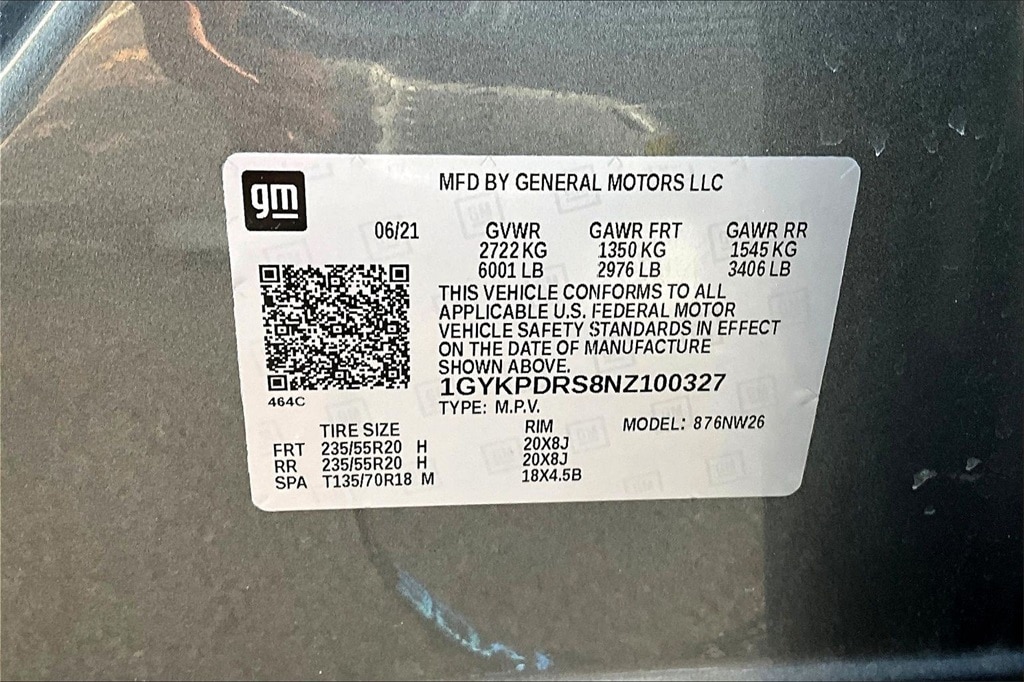 gm
MFD BY GENERAL MOTORS LLC
06/21 GVWR GAWR FRT GAWR RR
2722 KG 1350 KG 1545 KG
6001 LB 2976 LB 3406 LB
THIS VEHICLE CONFORMS TO ALL
APPLICABLE U.S. FEDERAL MOTOR
VEHICLE SAFETY STANDARDS IN EFFECT
ON THE DATE OF MANUFACTURE
SHOWN ABOVE.
1GYKPDRS8NZ100327
464C
TYPE: M.P.V. MODEL: 876NW26
TIRE SIZE RIM
FRT 235/55R20 H 20X8J
RR 235/55R20 H 20X8J
SPA T135/70R18 M 18X4.5B